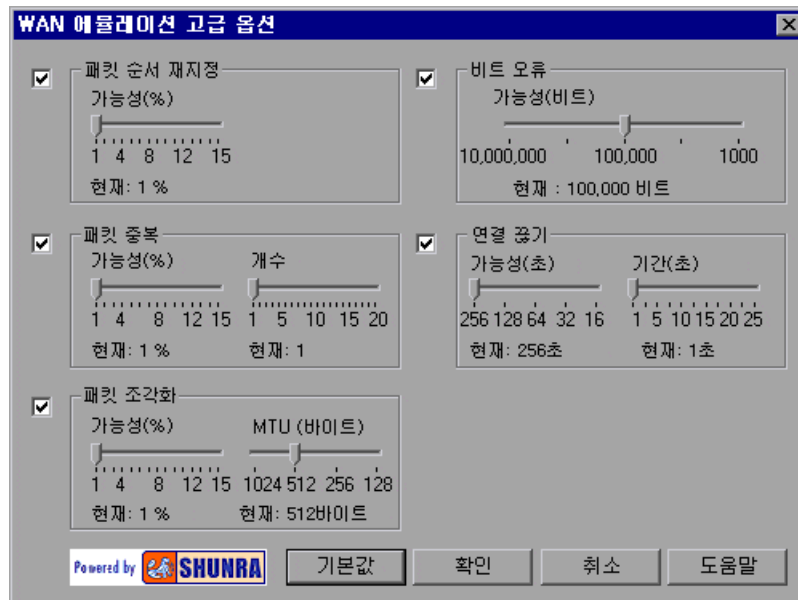 WAN 에뮬레이션 고급 옵션
패킷 순서 재지정
가능성(%)
1 4 8 12 15
현재: 1 %
비트 오류
가능성(비트)
10,000,000 100,000 1000
현재 : 100,000 비트
패킷 중복
가능성(%) 개수
1 4 8 12 15 1 5 10 15 20
현재: 1 % 현재: 1
연결 끊기
가능성(초) 기간(초)
256 128 64 32 16 1 5 10 15 20 25
현재: 256초 현재: 1초
패킷 조각화
가능성(%) MTU (바이트)
1 4 8 12 15 1024 512 256 128
현재: 1 % 현재: 512바이트
Powered by SHUNRA
기본값 확인 취소 도움말